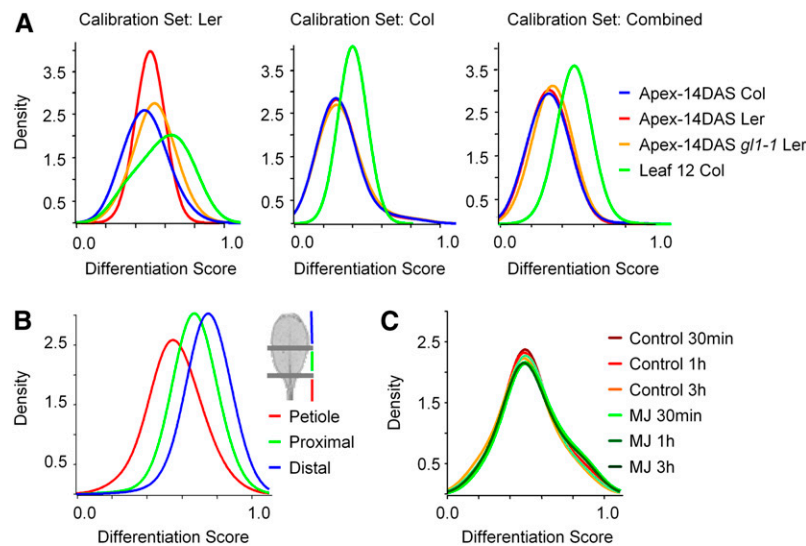 A
Calibration Set: Ler
Calibration Set: Col
Calibration Set: Combined
Density
3.5
2.5
1.5
0.5
0.0
1.0
Differentiation Score
3.5
2.5
1.5
0.5
0.0
1.0
Differentiation Score
3.5
2.5
1.5
0.5
0.0
1.0
Differentiation Score
Apex-14DAS Col
Apex-14DAS Ler
Apex-14DAS gl1-1 Ler
Leaf 12 Col
B
Density
2.5
1.5
0.5
0.0
1.0
Differentiation Score
Petiole
Proximal
Distal
C
Density
2.5
1.5
0.5
0.0
1.0
Differentiation Score
Control 30min
Control 1h
Control 3h
MJ 30min
MJ 1h
MJ 3h